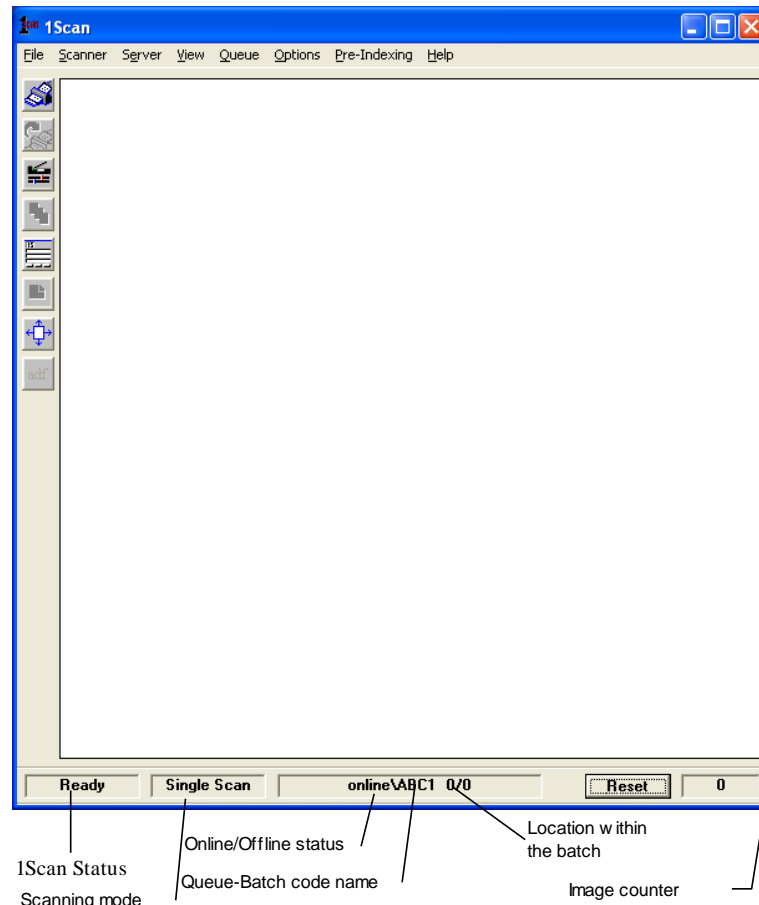 1Scan
File Scanner Server View Queue Options Pre-Indexing Help
adf
Ready Single Scan online\ABC1 0/0 Reset 0
Location within
the batch
Online/Offline status
1Scan Status
Queue-Batch code name
Image counter
Scanning mode